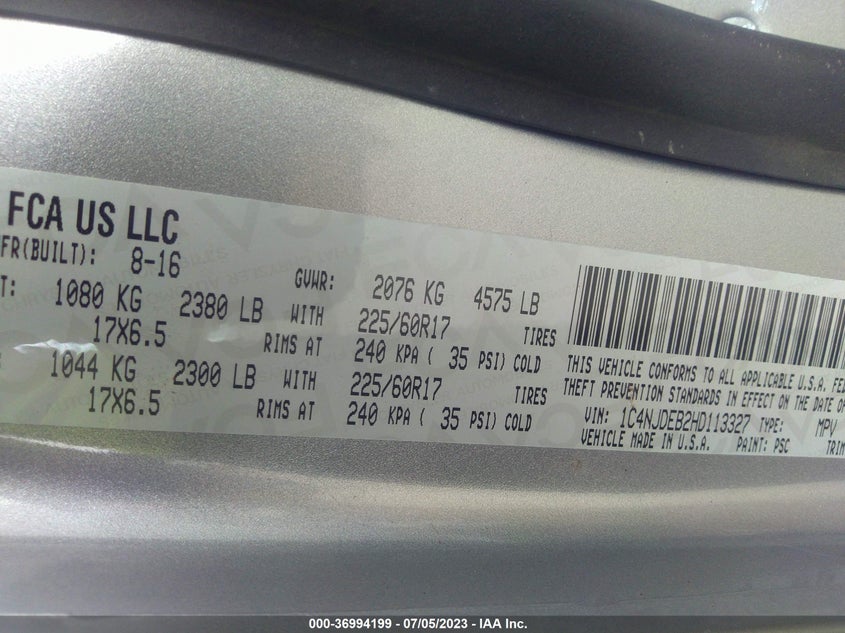 FCA US LLC
FR(BUILT): 8-16 GVWR: 2076 KG 4575 LB
T: 1080 KG 2380 LB WITH 225/60R17 TIRES
17X6.5 RIMS AT 240 KPA ( 35 PSI) COLD
: 1044 KG 2300 LB WITH 225/60R17 TIRES
17X6.5 RIMS AT 240 KPA ( 35 PSI) COLD
THIS VEHICLE CONFORMS TO ALL APPLICABLE U.S.A. FED
THEFT PREVENTION STANDARDS IN EFFECT ON THE DATE OF
VIN: 1C4NJDEB2HD113327 TYPE: MPV
VEHICLE MADE IN U.S.A. PAINT: PSC TRIM
000-36994199 - 07/05/2023 - IAA Inc.